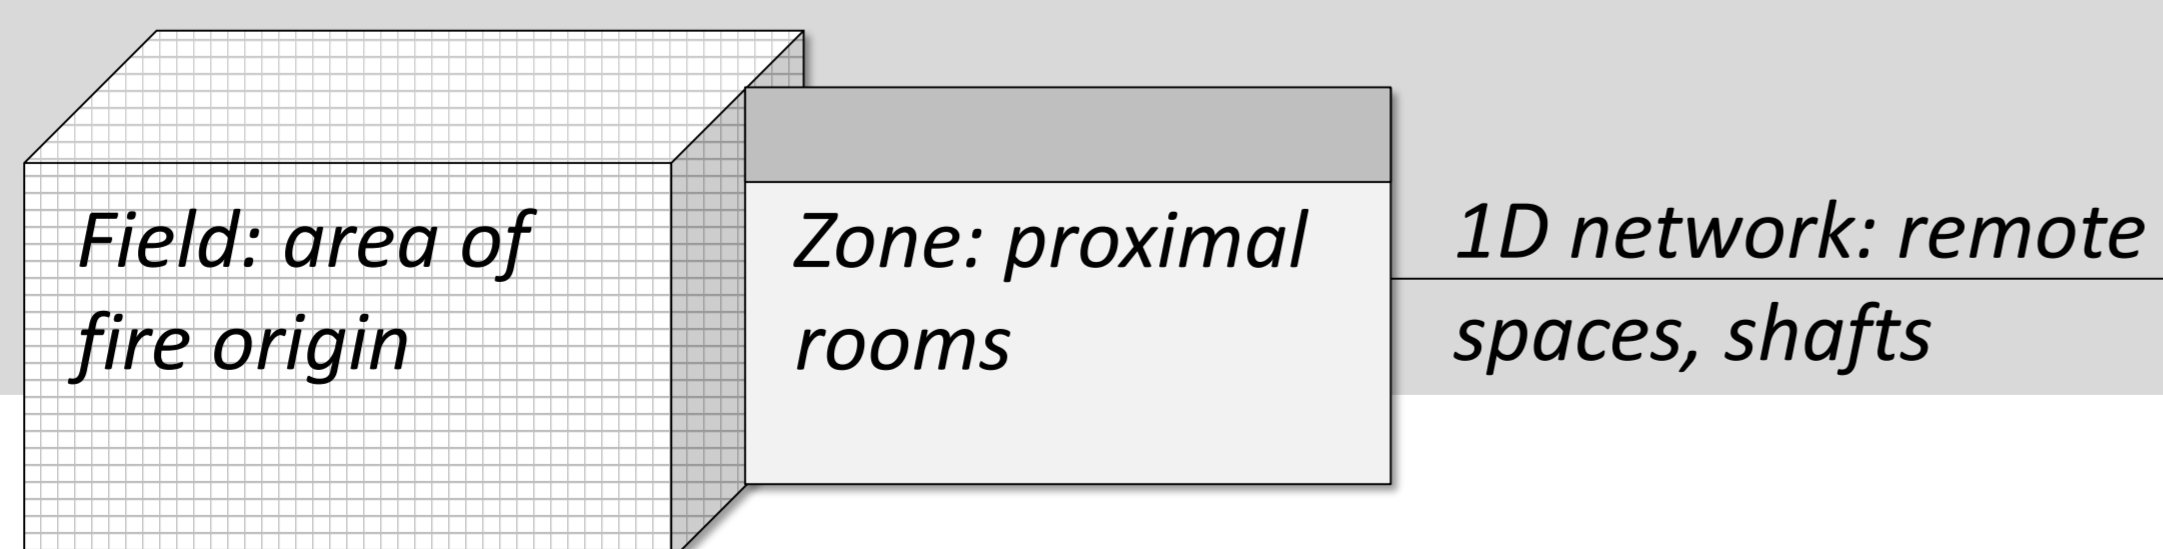 Field: area of
fire origin
Zone: proximal
rooms
1D network: remote
spaces, shafts